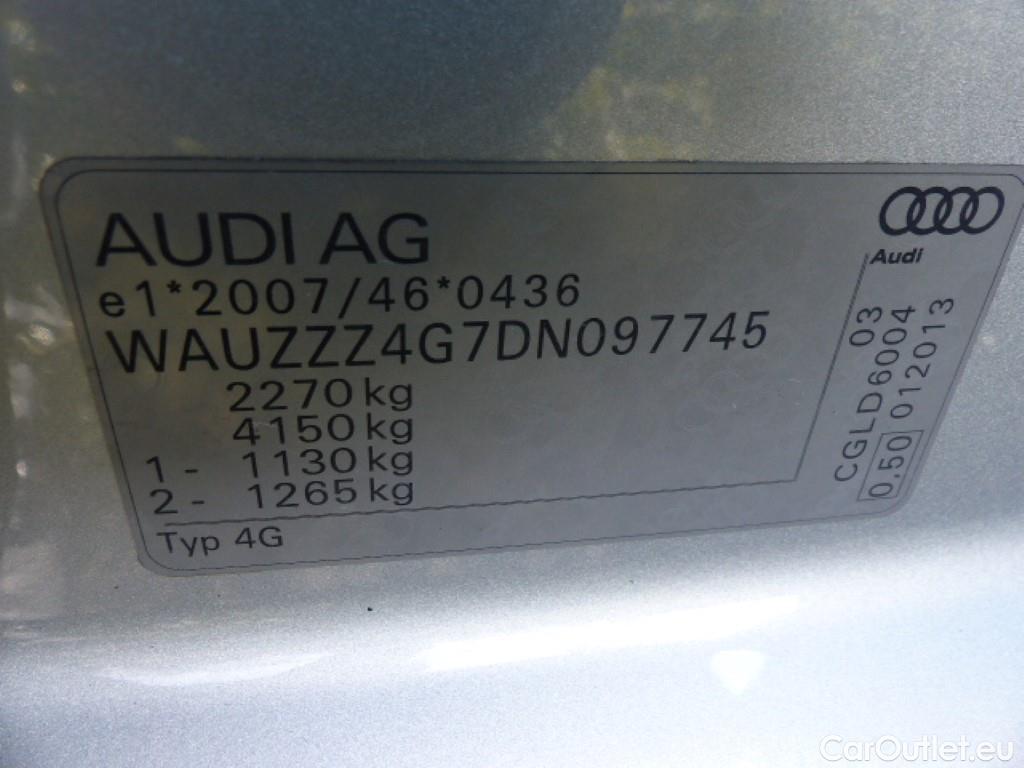 AUDI AG
Audi
e1*2007/46*0436
WAUZZZ4G7DN097745
2270 kg
4150 kg
1 - 1130 kg
2 - 1265 kg
Typ 4G
03
CGLD6004
0,50 012013
CarOutlet.eu